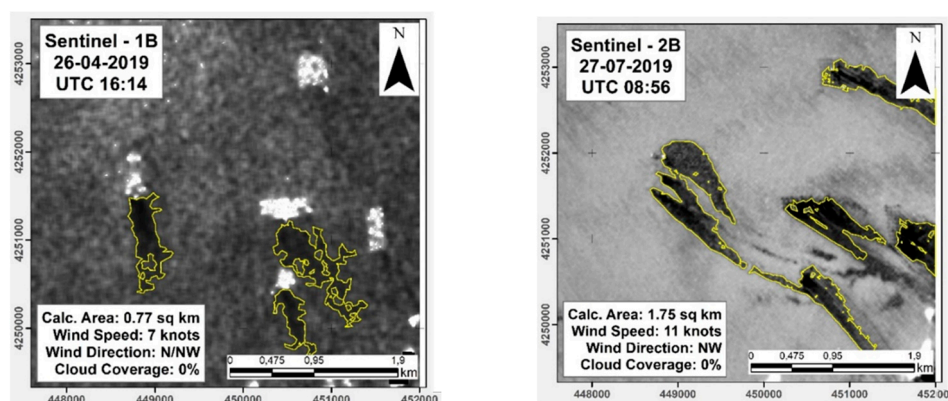 Sentinel - 1B
26-04-2019
UTC 16:14
N
4253000
4252000
4251000
4250000
Calc. Area: 0.77 sq km
Wind Speed: 7 knots
Wind Direction: N/NW
Cloud Coverage: 0%
0 0,475 0,95 1,9
km
448000 449000 450000 451000 452000
Sentinel - 2B
27-07-2019
UTC 08:56
N
4253000
4252000
4251000
4250000
Calc. Area: 1.75 sq km
Wind Speed: 11 knots
Wind Direction: NW
Cloud Coverage: 0%
0 0,475 0,95 1,9
km
448000 449000 450000 451000